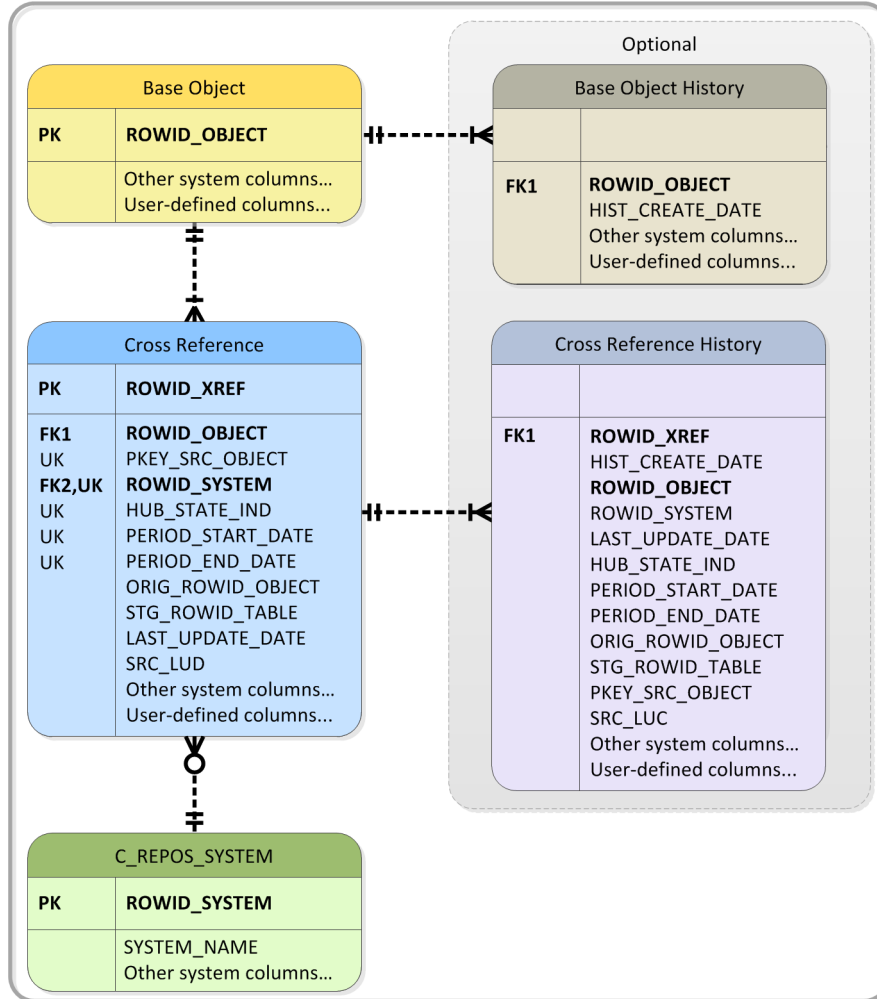 Optional
Base Object
PK ROWID_OBJECT
Other system columns...
User-defined columns...
Base Object History
FK1 ROWID_OBJECT
HIST_CREATE_DATE
Other system columns...
User-defined columns...
Cross Reference
PK ROWID_XREF
FK1 ROWID_OBJECT
UK PKEY_SRC_OBJECT
FK2,UK ROWID_SYSTEM
UK HUB_STATE_IND
UK PERIOD_START_DATE
UK PERIOD_END_DATE
ORIG_ROWID_OBJECT
STG_ROWID_TABLE
LAST_UPDATE_DATE
SRC_LUD
Other system columns...
User-defined columns...
Cross Reference History
FK1 ROWID_XREF
HIST_CREATE_DATE
ROWID_OBJECT
ROWID_SYSTEM
LAST_UPDATE_DATE
HUB_STATE_IND
PERIOD_START_DATE
PERIOD_END_DATE
ORIG_ROWID_OBJECT
STG_ROWID_TABLE
PKEY_SRC_OBJECT
SRC_LUC
Other system columns...
User-defined columns...
C_REPOS_SYSTEM
PK ROWID_SYSTEM
SYSTEM_NAME
Other system columns...